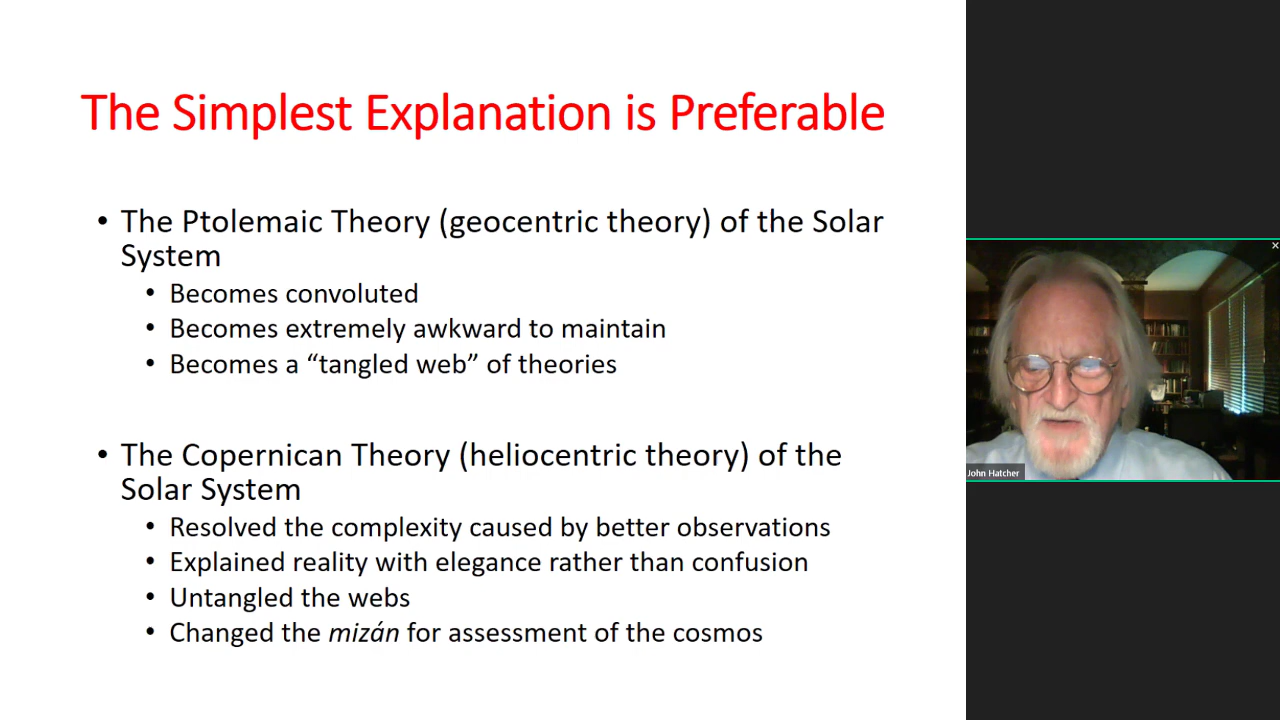 The Simplest Explanation is Preferable
• The Ptolemaic Theory (geocentric theory) of the Solar
System
• Becomes convoluted
• Becomes extremely awkward to maintain
• Becomes a “tangled web” of theories
• The Copernican Theory (heliocentric theory) of the
Solar System
• Resolved the complexity caused by better observations
• Explained reality with elegance rather than confusion
• Untangled the webs
• Changed the mizán for assessment of the cosmos
John Hatcher